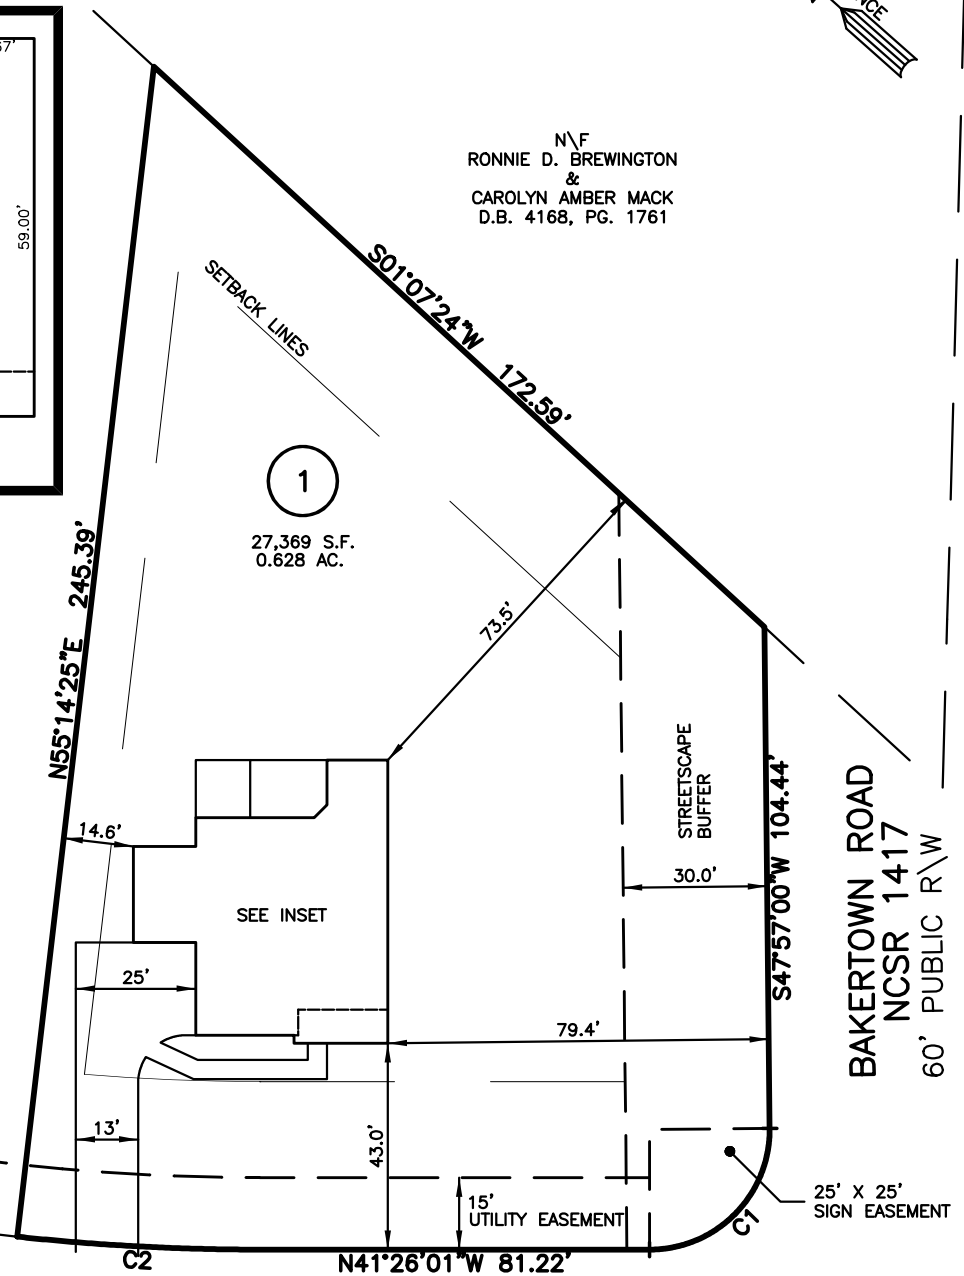 N\F
RONNIE D. BREWINGTON
&
CAROLYN AMBER MACK
D.B. 4168, PG. 1761
59.00'
SETBACK LINES
S01°07'24"W 172.59'
1
27,369 S.F.
0.628 AC.
N55°14'25"E 245.39'
73.5'
STREETSCAPE
BUFFER
14.6'
30.0'
SEE INSET
S47°57'00"W 104.44'
BAKERTOWN ROAD
NCSR 1417
60' PUBLIC R\W
25'
79.4'
13'
43.0'
15'
UTILITY EASEMENT
25' X 25'
SIGN EASEMENT
C1
C2
N41°26'01"W 81.22'